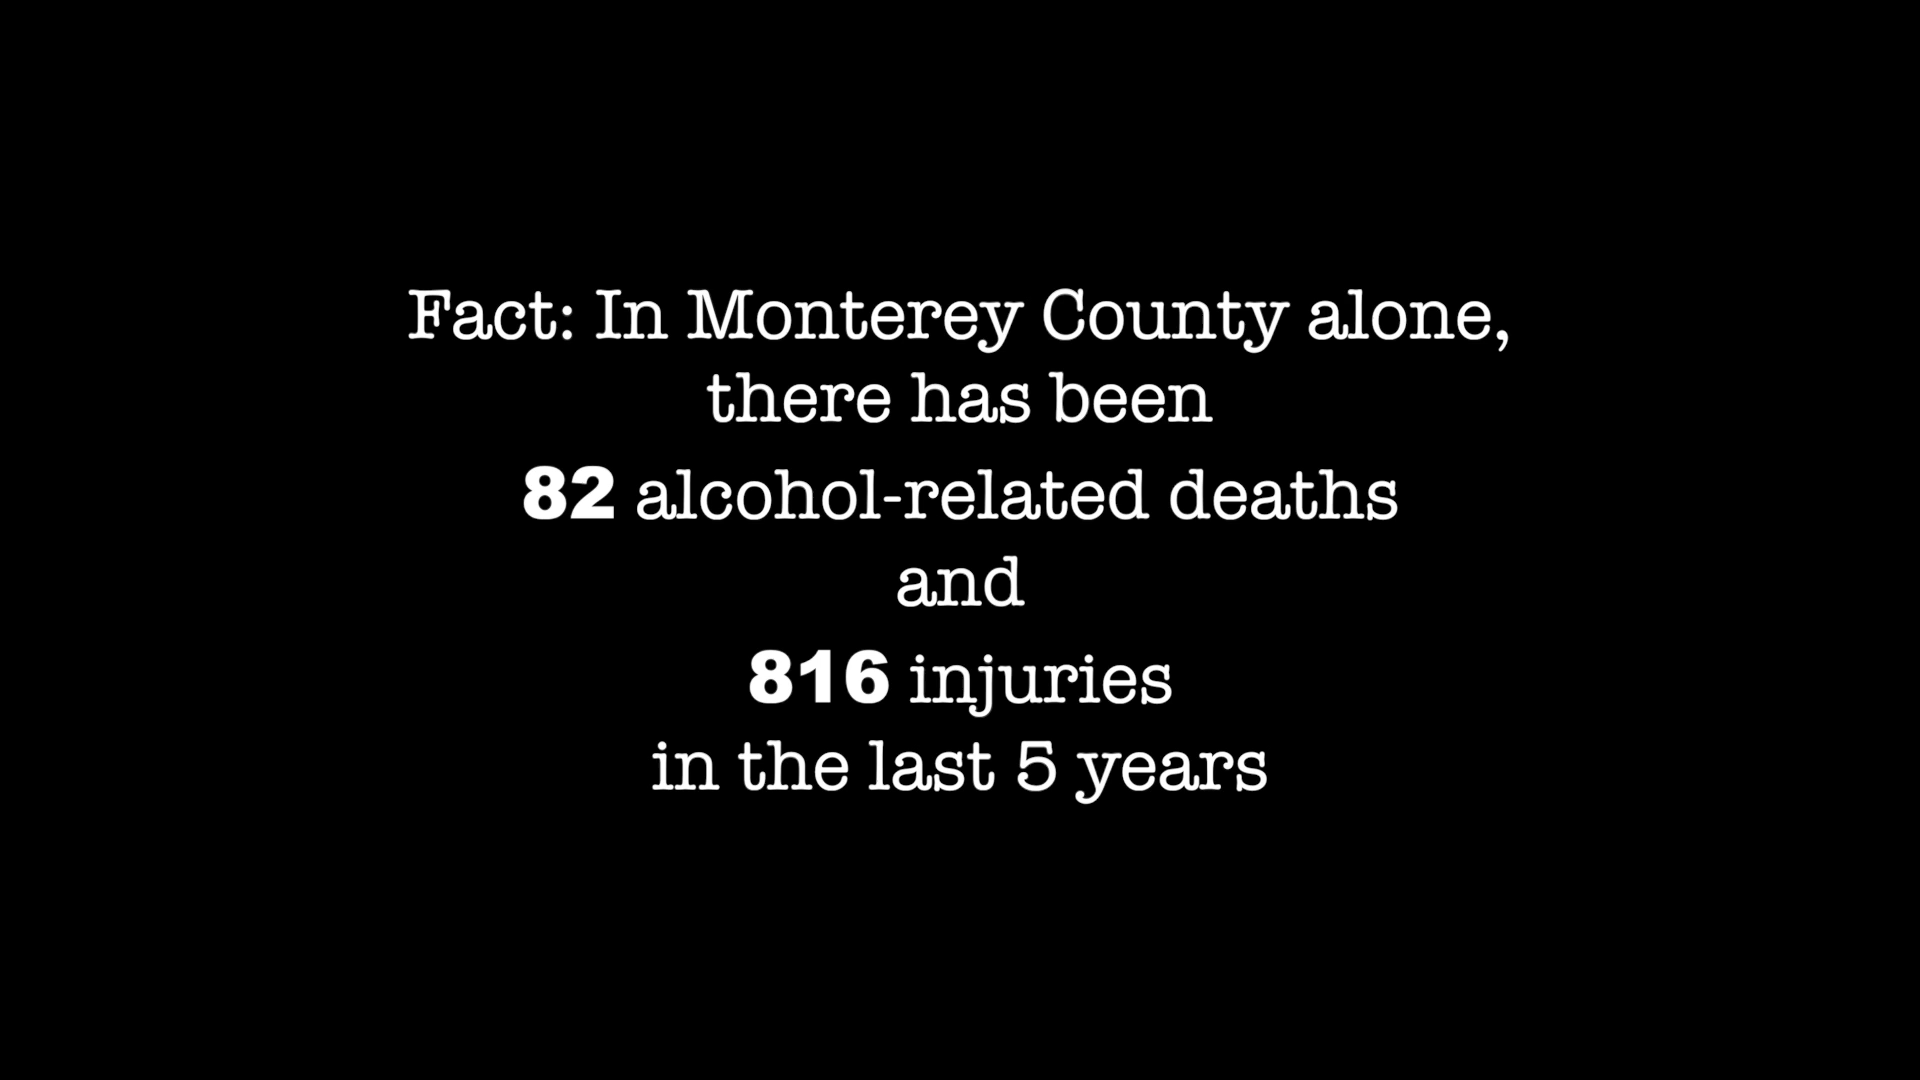 Fact: In Monterey County alone,
there has been
82 alcohol-related deaths
and
816 injuries
in the last 5 years